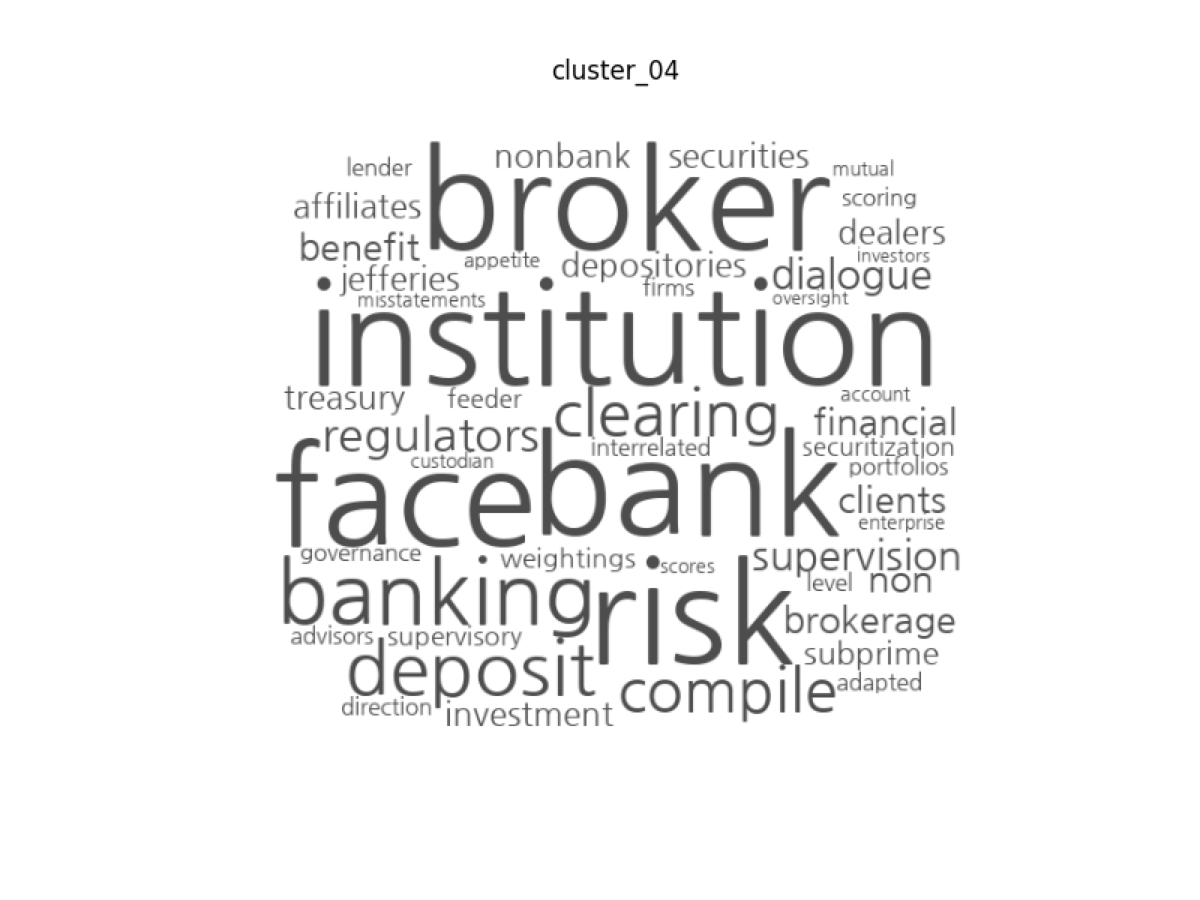 cluster_04
lender nonbank securities mutual
affiliates broker scoring
benefit dealers
appetite depositories investors
jefferies firms dialogue
misstatements oversight
institution
treasury feeder clearing account
regulators interrelated financial
custodian securitization
face bank portfolios
clients
enterprise
governance weightings scores supervision
banking risk level non
brokerage
advisors supervisory subprime
deposit compile adapted
direction investment